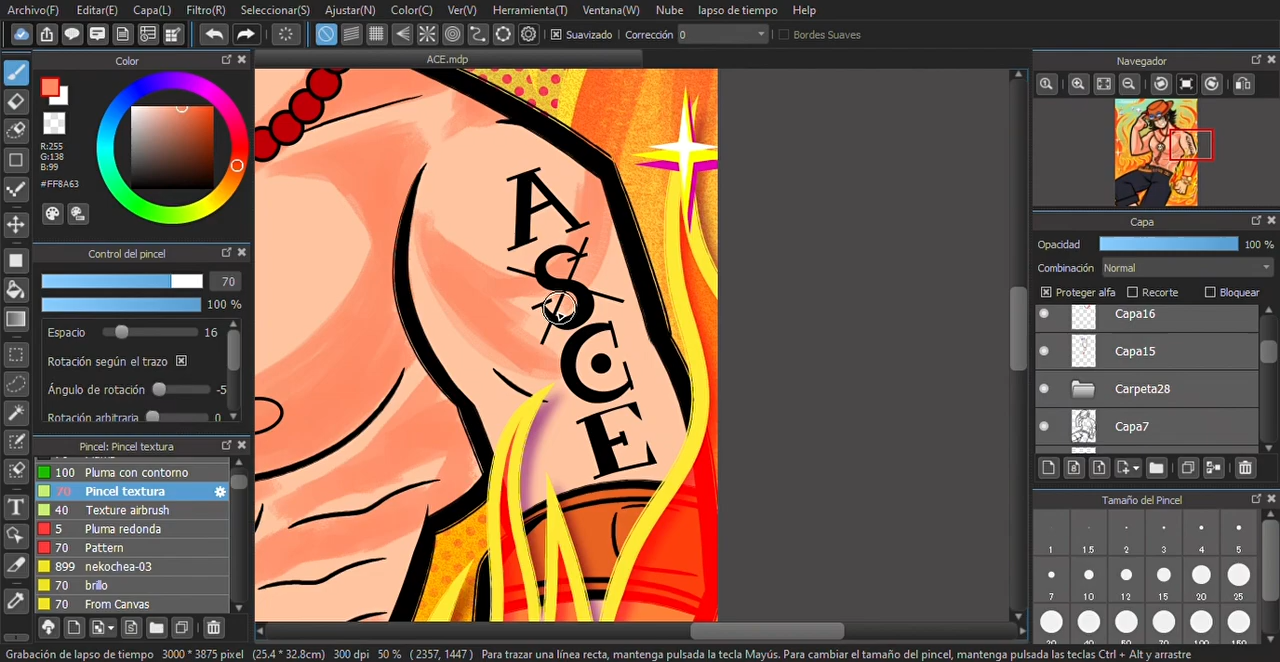 Archivo(F) Editar(E) Capa(L) Filtro(R) Seleccionar(S) Ajustar(N) Color(C) Ver(V) Herramienta(T) Ventana(W) Nube lapso de tiempo Help
Suavizado Corrección 0 Bordes Suaves
Color
ACE.mdp
Navegador
R:255
G:138
B:99
#FF8A63
Control del pincel
70
100 %
Espacio 16
Rotación según el trazo
Ángulo de rotación -5
Rotación arbitraria 0
Pincel: Pincel textura
100 Pluma con contorno
70 Pincel textura
40 Texture airbrush
5 Pluma redonda
70 Pattern
899 nekochea-03
70 brillo
70 From Canvas
A
S
C
E
Capa
Opacidad 100 %
Combinación Normal
Proteger alfa Recorte Bloquear
Capa16
Capa15
Carpeta28
Capa7
Tamaño del Pincel
1 1.5 2 3 4 5
7 10 12 15 20 25
Grabación de lapso de tiempo 3000 * 3875 pixel (25.4 * 32.8cm) 300 dpi 50 % ( 2357, 1447 ) Para trazar una línea recta, mantenga pulsada la tecla Mayús. Para cambiar el tamaño del pincel, mantenga pulsada las teclas Ctrl + Alt y arrastre